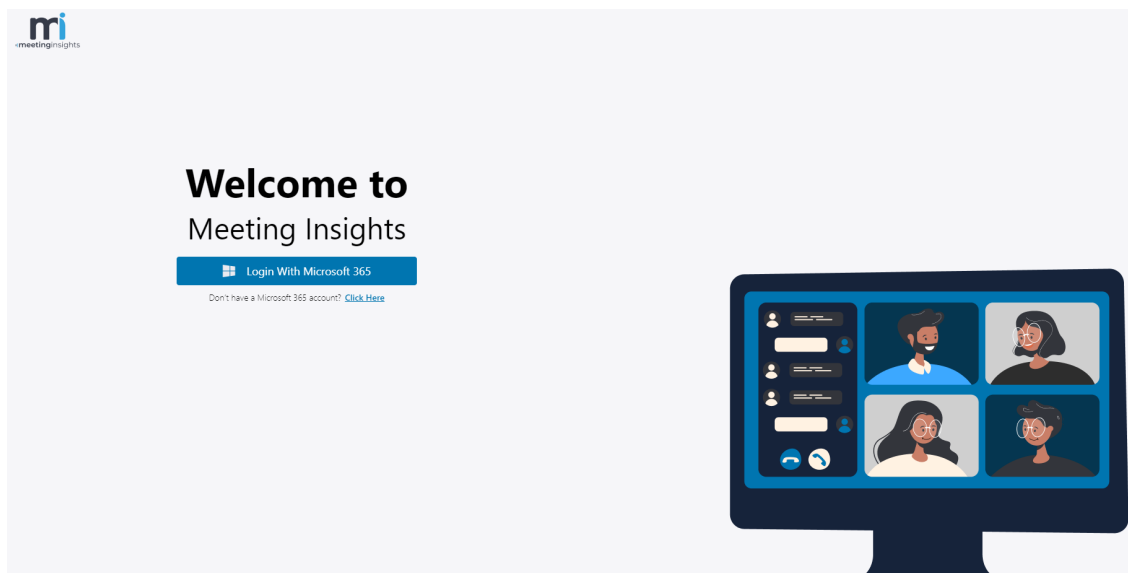 mi
meetingInsights
Welcome to
Meeting Insights
Login With Microsoft 365
Don't have a Microsoft 365 account? Click Here